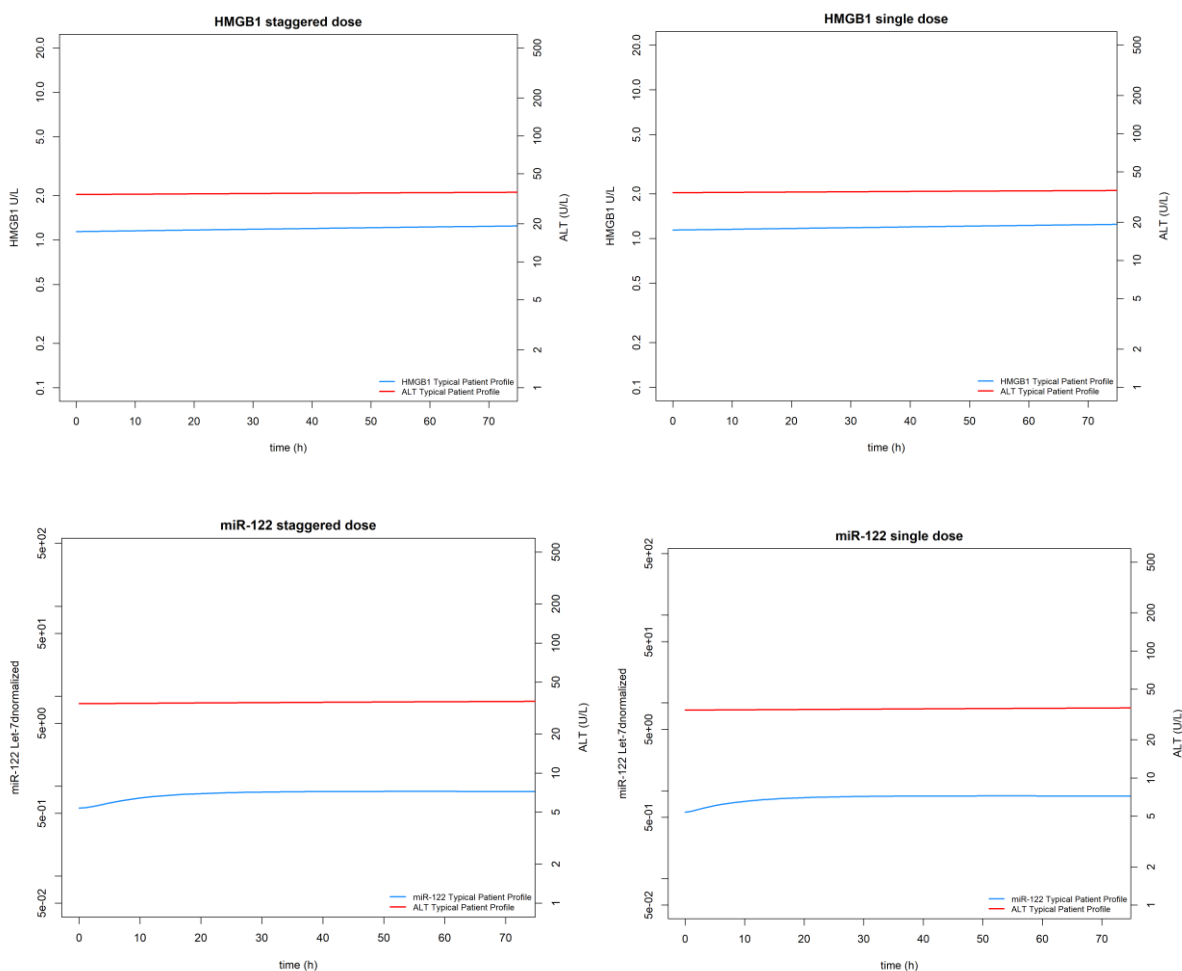 HMGB1 staggered dose
20.0
10.0
5.0
2.0
1.0
0.5
0.2
0.1
HMGB1 U/L
500
200
100
50
20
10
5
2
1
ALT (U/L)
HMGB1 Typical Patient Profile
ALT Typical Patient Profile
0 10 20 30 40 50 60 70
time (h)
HMGB1 single dose
20.0
10.0
5.0
2.0
1.0
0.5
0.2
0.1
HMGB1 U/L
500
200
100
50
20
10
5
2
1
ALT (U/L)
HMGB1 Typical Patient Profile
ALT Typical Patient Profile
0 10 20 30 40 50 60 70
time (h)
miR-122 staggered dose
5e+02
5e+01
5e+00
5e-01
5e-02
miR-122 Let-7dnormalized
500
200
100
50
20
10
5
2
1
ALT (U/L)
miR-122 Typical Patient Profile
ALT Typical Patient Profile
0 10 20 30 40 50 60 70
time (h)
miR-122 single dose
5e+02
5e+01
5e+00
5e-01
5e-02
miR-122 Let-7dnormalized
500
200
100
50
20
10
5
2
1
ALT (U/L)
miR-122 Typical Patient Profile
ALT Typical Patient Profile
0 10 20 30 40 50 60 70
time (h)